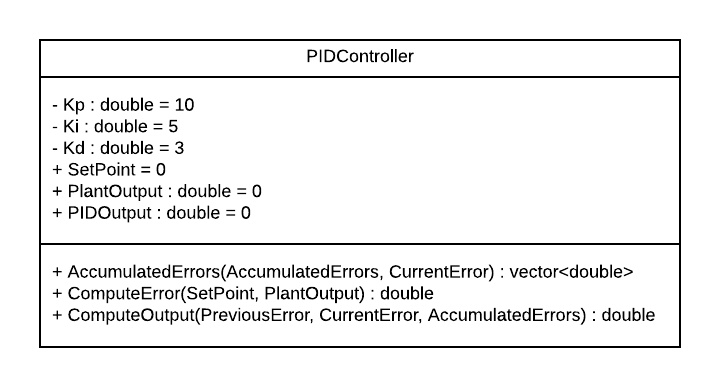 PIDController
- Kp : double = 10
- Ki : double = 5
- Kd : double = 3
+ SetPoint = 0
+ PlantOutput : double = 0
+ PIDOutput : double = 0
+ AccumulatedErrors(AccumulatedErrors, CurrentError) : vector<double>
+ ComputeError(SetPoint, PlantOutput) : double
+ ComputeOutput(PreviousError, CurrentError, AccumulatedErrors) : double